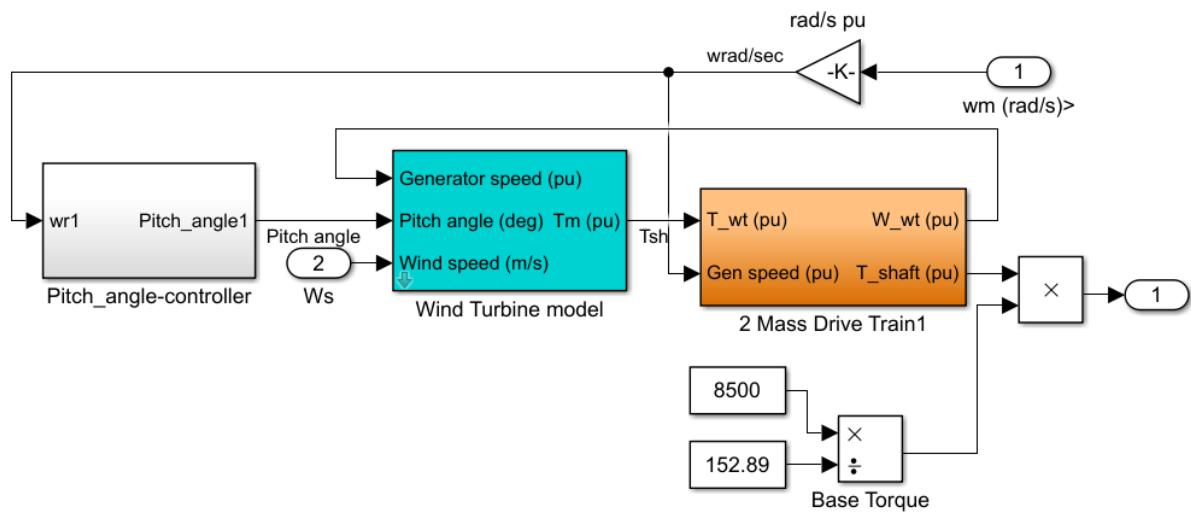 rad/s pu
wrad/sec
-K-
1
wm (rad/s)>
wr1
Pitch_angle1
Pitch_angle-controller
Pitch angle
2
Ws
Generator speed (pu)
Pitch angle (deg)
Tm (pu)
Wind speed (m/s)
Wind Turbine model
Tsh
T_wt (pu)
W_wt (pu)
Gen speed (pu)
T_shaft (pu)
2 Mass Drive Train1
×
1
8500
152.89
×
÷
Base Torque